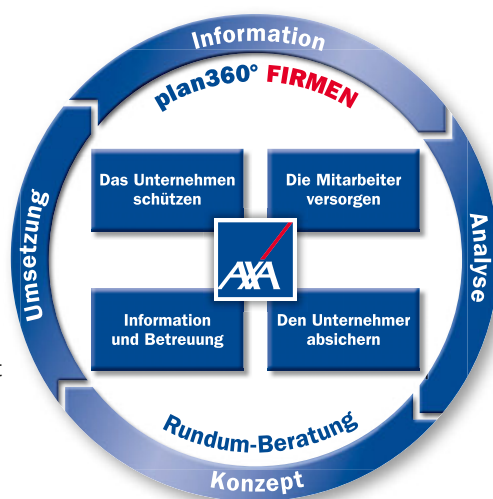 Information
plan360° FIRMEN
Das Unternehmen
schützen
Die Mitarbeiter
versorgen
Umsetzung
Analyse
AXA
Information
und Betreuung
Den Unternehmer
absichern
t
Rundum-Beratung
Konzept